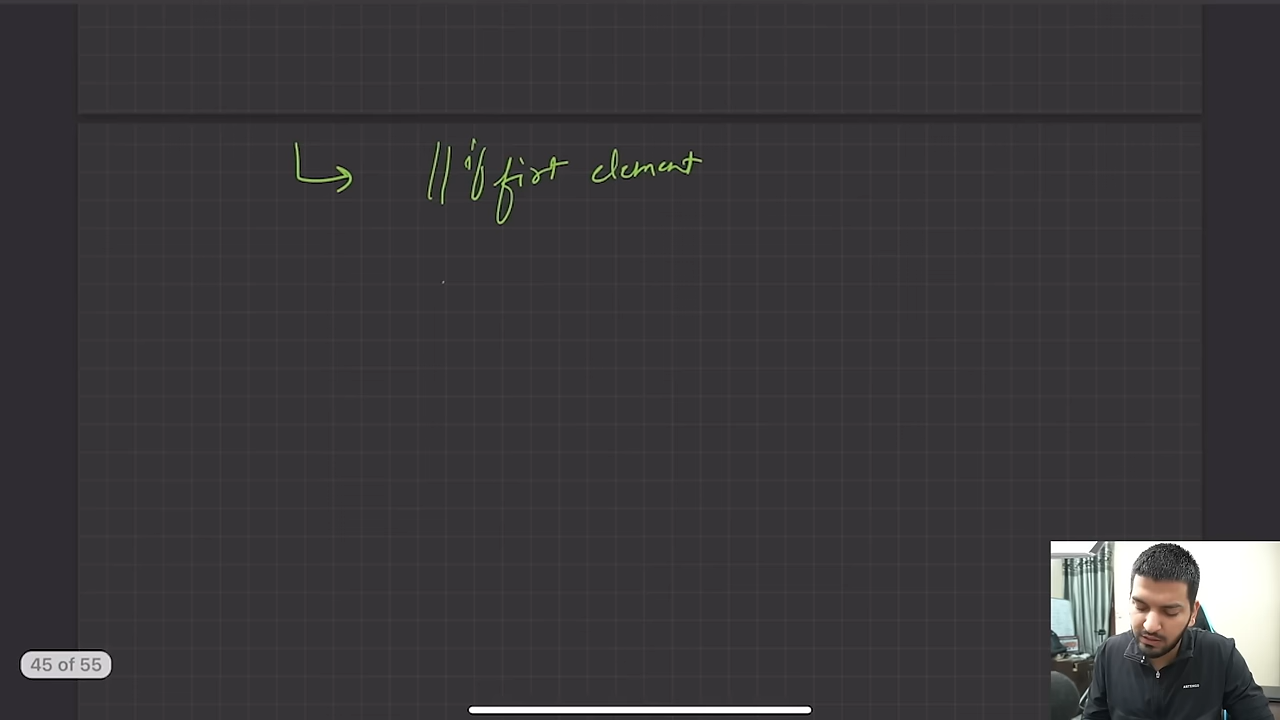 // if first element
45 of 55